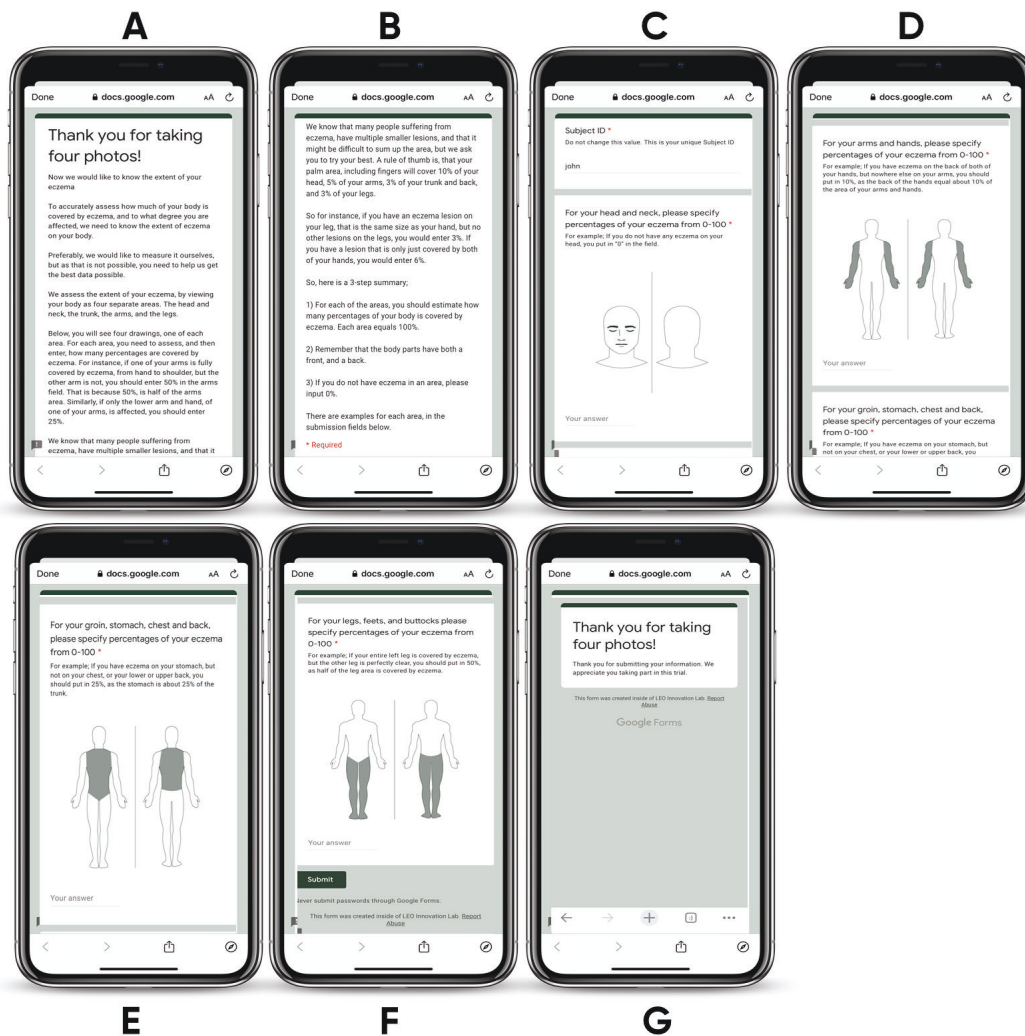 A
Done
docs.google.com
AA
Thank you for taking
four photos!
Now we would like to know the extent of your
eczema
To accurately assess how much of your body is
covered by eczema, and to what degree you are
affected, we need to know the extent of eczema
on your body.
Preferably, we would like to measure it ourselves,
but as that is not possible, you need to help us get
the best data possible.
We assess the extent of your eczema, by viewing
your body as four separate areas. The head and
neck, the trunk, the arms, and the legs.
Below, you will see four drawings, one of each
area. For each area, you need to assess, and then
enter, how many percentages are covered by
eczema. For instance, if one of your arms is fully
covered by eczema, from hand to shoulder, but the
other arm is not, you should enter 50% in the arms
field. That is because 50%, is half of the arms
area. Similarly, if only the lower arm and hand, of
one of your arms, is affected, you should enter
25%.
We know that many people suffering from
eczema, have multiple smaller lesions, and that it
B
Done
docs.google.com
AA
We know that many people suffering from
eczema, have multiple smaller lesions, and that it
might be difficult to sum up the area, but we ask
you to try your best. A rule of thumb is, that your
palm area, including fingers will cover 10% of your
head, 5% of your arms, 3% of your trunk and back,
and 3% of your legs.
So for instance, if you have an eczema lesion on
your leg, that is the same size as your hand, but no
other lesions on the legs, you would enter 3%. If
you have a lesion that is only just covered by both
of your hands, you would enter 6%.
So, here is a 3-step summary;
1) For each of the areas, you should estimate how
many percentages of your body is covered by
eczema. Each area equals 100%.
2) Remember that the body parts have both a
front, and a back.
3) If you do not have eczema in an area, please
input 0%.
There are examples for each area, in the
submission fields below.
* Required
C
Done
docs.google.com
AA
Subject ID *
Do not change this value. This is your unique Subject ID
john
For your head and neck, please specify
percentages of your eczema from 0-100 *
For example; If you do not have any eczema on your
head, you put in "0" in the field.
Your answer
D
Done
docs.google.com
AA
For your arms and hands, please specify
percentages of your eczema from 0-100 *
For example; If you have eczema on the back of both of
your hands, but nowhere else on your arms, you should
put in 10%, as the back of the hands equal about 10% of
the area of your arms and hands.
Your answer
For your groin, stomach, chest and back,
please specify percentages of your eczema
from 0-100 *
For example; If you have eczema on your stomach, but
not on your chest, or your lower or upper back, you
Done
docs.google.com
AA
For your groin, stomach, chest and back,
please specify percentages of your eczema
from 0-100 *
For example; If you have eczema on your stomach, but
not on your chest, or your lower or upper back, you
should put in 25%, as the stomach is about 25% of the
trunk.
Your answer
E
Done
docs.google.com
AA
For your legs, feets, and buttocks please
specify percentages of your eczema from
0-100 *
For example; If your entire left leg is covered by eczema,
but the other leg is perfectly clear, you should put in 50%,
as half of the leg area is covered by eczema.
Your answer
Submit
ever submit passwords through Google Forms.
This form was created inside of LEO Innovation Lab. Report
Abuse
F
Done
docs.google.com
AA
Thank you for taking
four photos!
Thank you for submitting your information. We
appreciate you taking part in this trial.
This form was created inside of LEO Innovation Lab. Report
Abuse
Google Forms
G